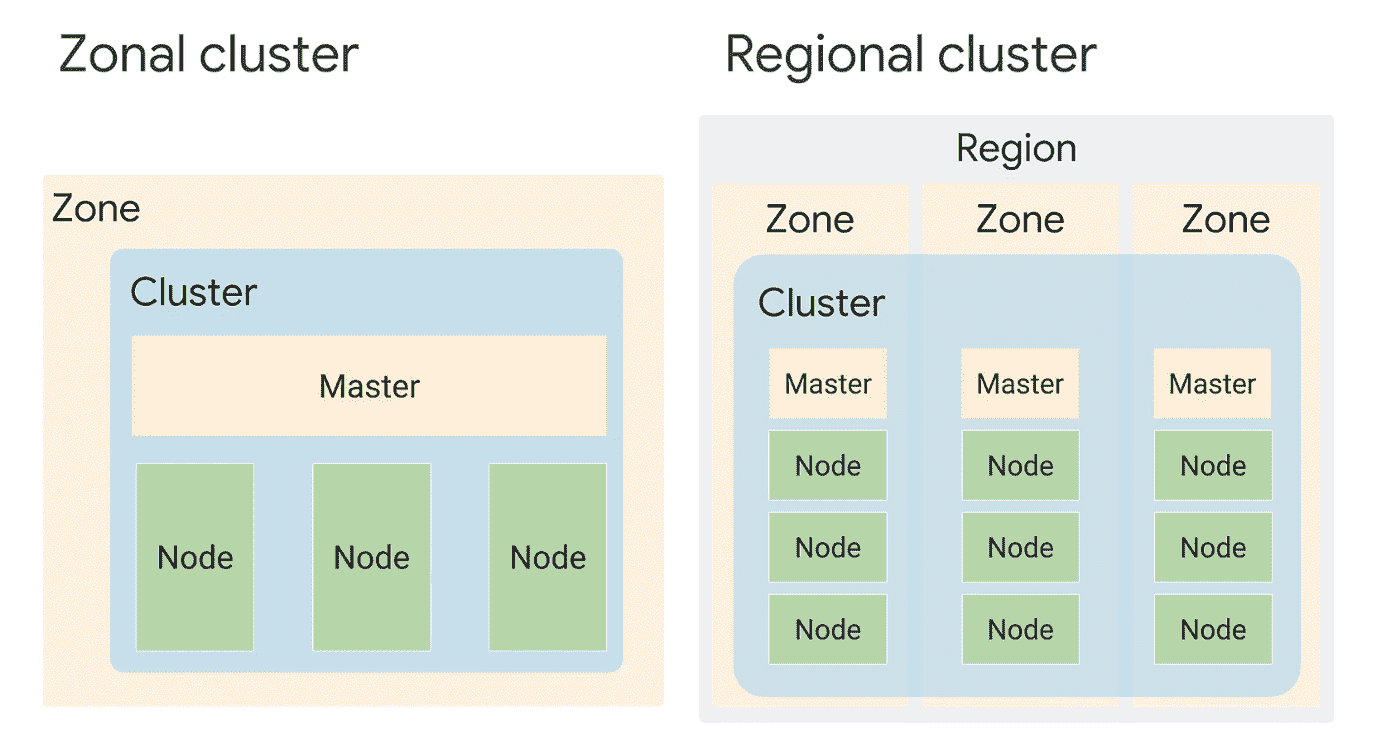 Zonal cluster
Zone
Cluster
Master
Node Node Node
Regional cluster
Region
Zone Zone Zone
Cluster
Master Master Master
Node Node Node
Node Node Node
Node Node Node